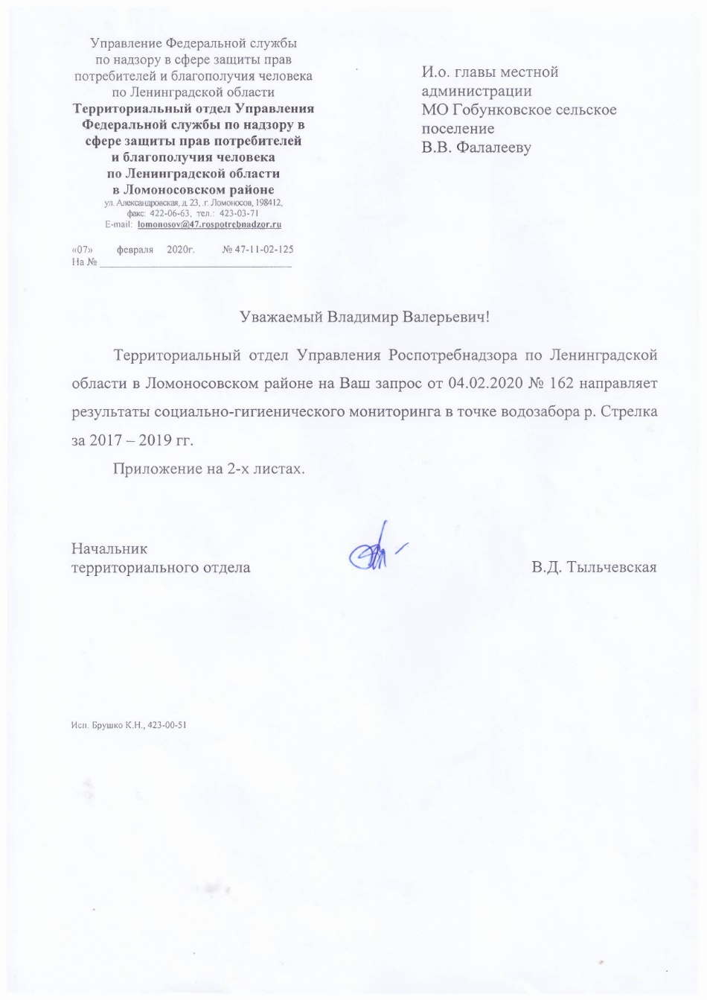 Управление Федеральной службы
по надзору в сфере защиты прав
потребителей и благополучия человека
по Ленинградской области
Территориальный отдел Управления
Федеральной службы по надзору в
сфере защиты прав потребителей
и благополучия человека
по Ленинградской области
в Ломоносовском районе
ул. Александровская, д. 23, .г. Ломоносов, 198412,
факс: 422-06-63, тел.: 423-03-71
E-mail: lomonosov@47.rospotrebnadzor.ru
«07» февраля 2020г. № 47-11-02-125
На №
И.о. главы местной
администрации
МО Гобунковское сельское
поселение
В.В. Фалалееву
Уважаемый Владимир Валерьевич!
Территориальный отдел Управления Роспотребнадзора по Ленинградской
области в Ломоносовском районе на Ваш запрос от 04.02.2020 № 162 направляет
результаты социально-гигиенического мониторинга в точке водозабора р. Стрелка
за 2017 – 2019 гг.
Приложение на 2-х листах.
Начальник
территориального отдела
В.Д. Тыльчевская
Исп. Брушко К.Н., 423-00-51